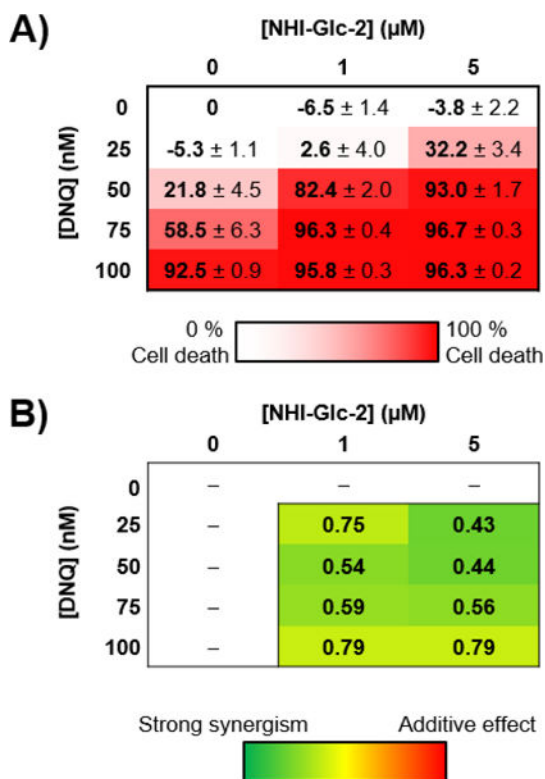 A)
[NHI-Glc-2] (µM)
0 1 5
[DNQ] (nM)
0 0 -6.5 ± 1.4 -3.8 ± 2.2
25 -5.3 ± 1.1 2.6 ± 4.0 32.2 ± 3.4
50 21.8 ± 4.5 82.4 ± 2.0 93.0 ± 1.7
75 58.5 ± 6.3 96.3 ± 0.4 96.7 ± 0.3
100 92.5 ± 0.9 95.8 ± 0.3 96.3 ± 0.2
0 % 100 %
Cell death Cell death
B)
[NHI-Glc-2] (µM)
0 1 5
[DNQ] (nM)
0 – – –
25 – 0.75 0.43
50 – 0.54 0.44
75 – 0.59 0.56
100 – 0.79 0.79
Strong synergism Additive effect